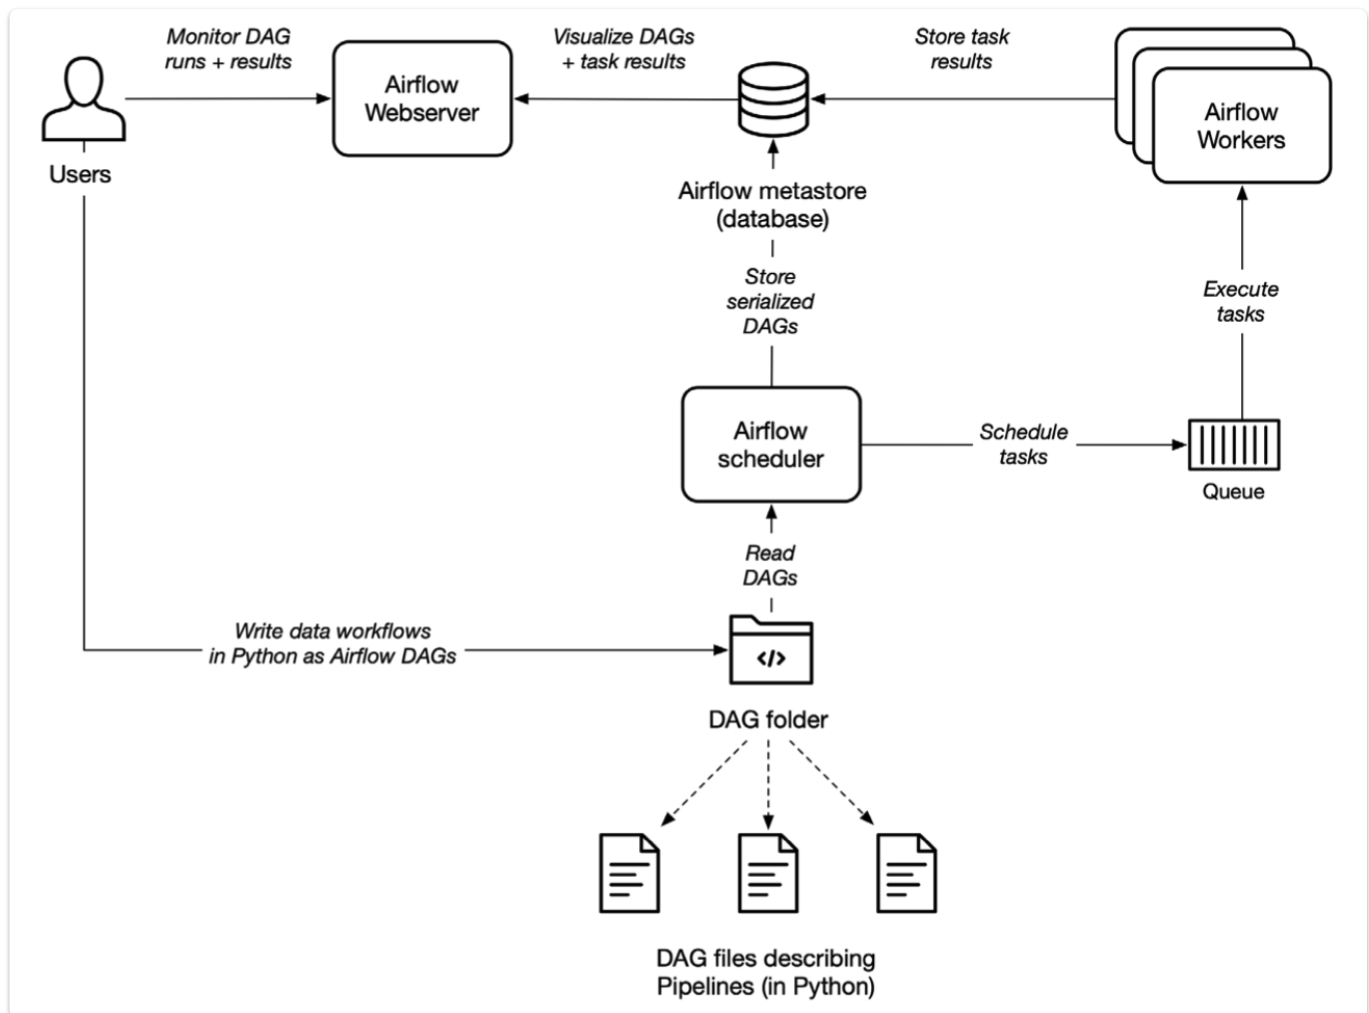 Monitor DAG
runs + results
Visualize DAGs
+ task results
Store task
results
Airflow
Webserver
Airflow
Workers
Users
Airflow metastore
(database)
Store
serialized
DAGs
Execute
tasks
Airflow
scheduler
Schedule
tasks
Queue
Read
DAGs
Write data workflows
in Python as Airflow DAGs
</>
DAG folder
DAG files describing
Pipelines (in Python)